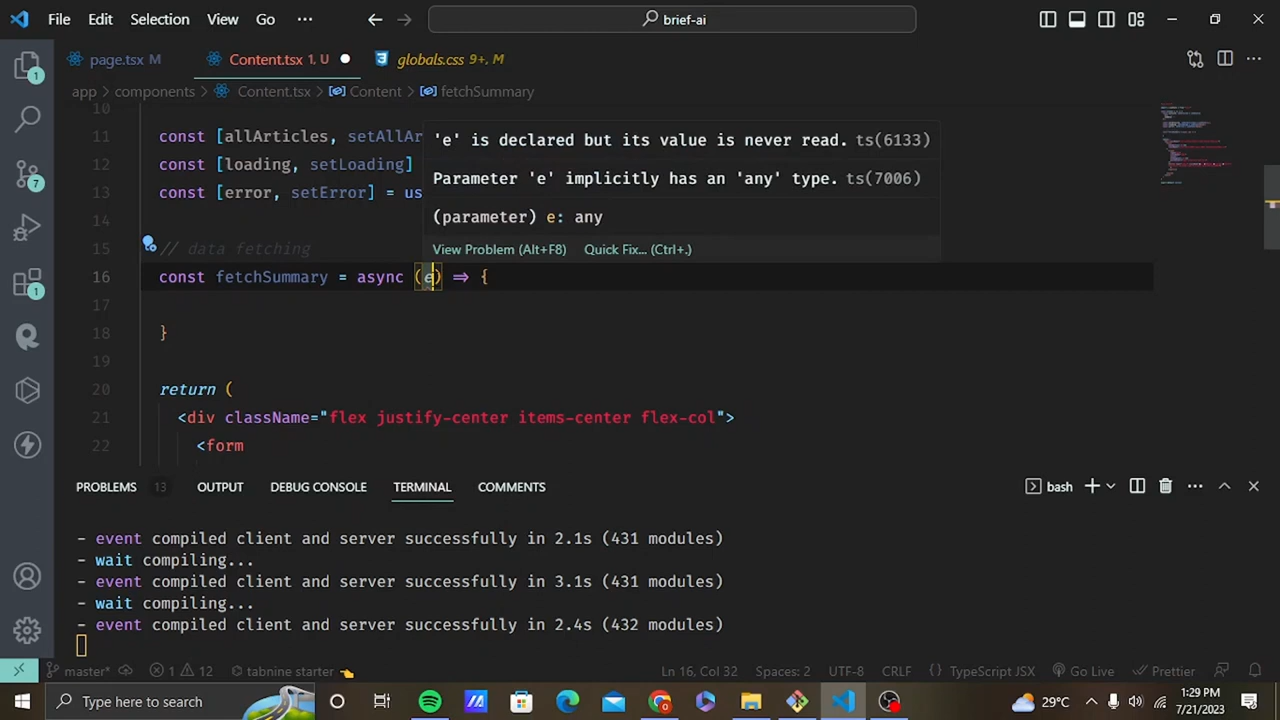 File Edit Selection View Go ··· brief-ai
page.tsx M Content.tsx 1, U globals.css 9+, M
app > components > Content.tsx > Content > fetchSummary
10
11 const [allArticles, setAllAr
12 const [loading, setLoading]
13 const [error, setError] = us
14
15 // data fetching
16 const fetchSummary = async (e) => {
17
18 }
19
20 return (
21 <div className="flex justify-center items-center flex-col">
22 <form
'e' is declared but its value is never read. ts(6133)
Parameter 'e' implicitly has an 'any' type. ts(7006)
(parameter) e: any
View Problem (Alt+F8) Quick Fix... (Ctrl+.)
1
7
1
PROBLEMS 13 OUTPUT DEBUG CONSOLE TERMINAL COMMENTS bash
- event compiled client and server successfully in 2.1s (431 modules)
- wait compiling...
- event compiled client and server successfully in 3.1s (431 modules)
- wait compiling...
- event compiled client and server successfully in 2.4s (432 modules)
master* 1 12 tabnine starter Ln 16, Col 32 Spaces: 2 UTF-8 CRLF {} TypeScript JSX Go Live Prettier
Type here to search 29°C 1:29 PM
7/21/2023